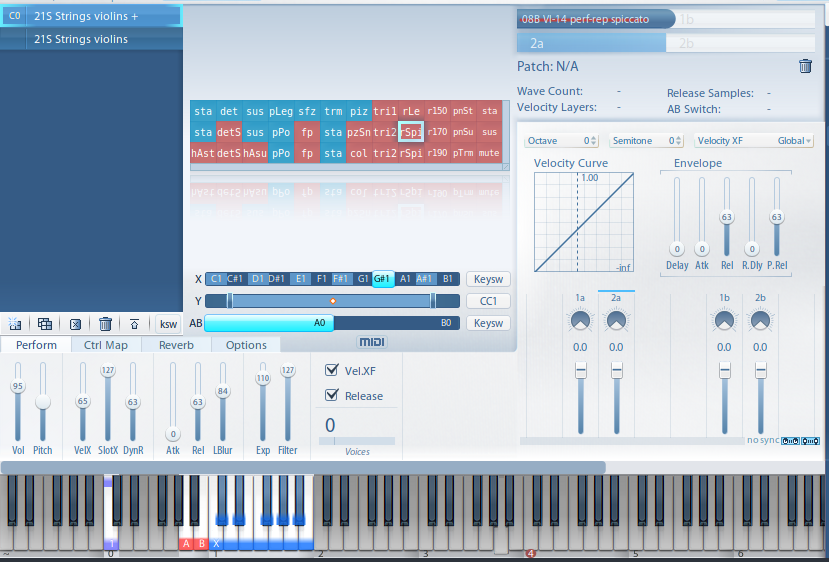 C0 21S Strings violins +
21S Strings violins
08B VI-14 perf-rep spiccato 1b
2a 2b
Patch: N/A
Wave Count: - Release Samples: -
Velocity Layers: - AB Switch: -
sta det sus pLeg sfz trm piz tri1 rLe r150 pnSt sta
sta detS sus pPo fp sta pzSn tri2 rSpi r170 pnSu sus
hAst detS hAsu pPo fp sta col tri2 rSpi r190 pTrm mute
Octave 0 Semitone 0 Velocity XF Global
Velocity Curve Envelope
1.00
-inf
63 63
0 0 0
Delay Atk Rel R.Dly P.Rel
X C1 C#1 D1 D#1 E1 F1 F#1 G1 G#1 A1 A#1 B1 Keysw
Y CC1
AB A0 B0 Keysw
ksw
MIDI
1a 2a 1b 2b
0.0 0.0 0.0 0.0
Perform Ctrl Map Reverb Options
95 65 127 63 0 63 84 110 127
Vol Pitch VelX SlotX DynR Atk Rel LBlur Exp Filter
Vel.XF
Release
0
Voices
no sync
A B X
~ 0 1 2 3 4 5 6